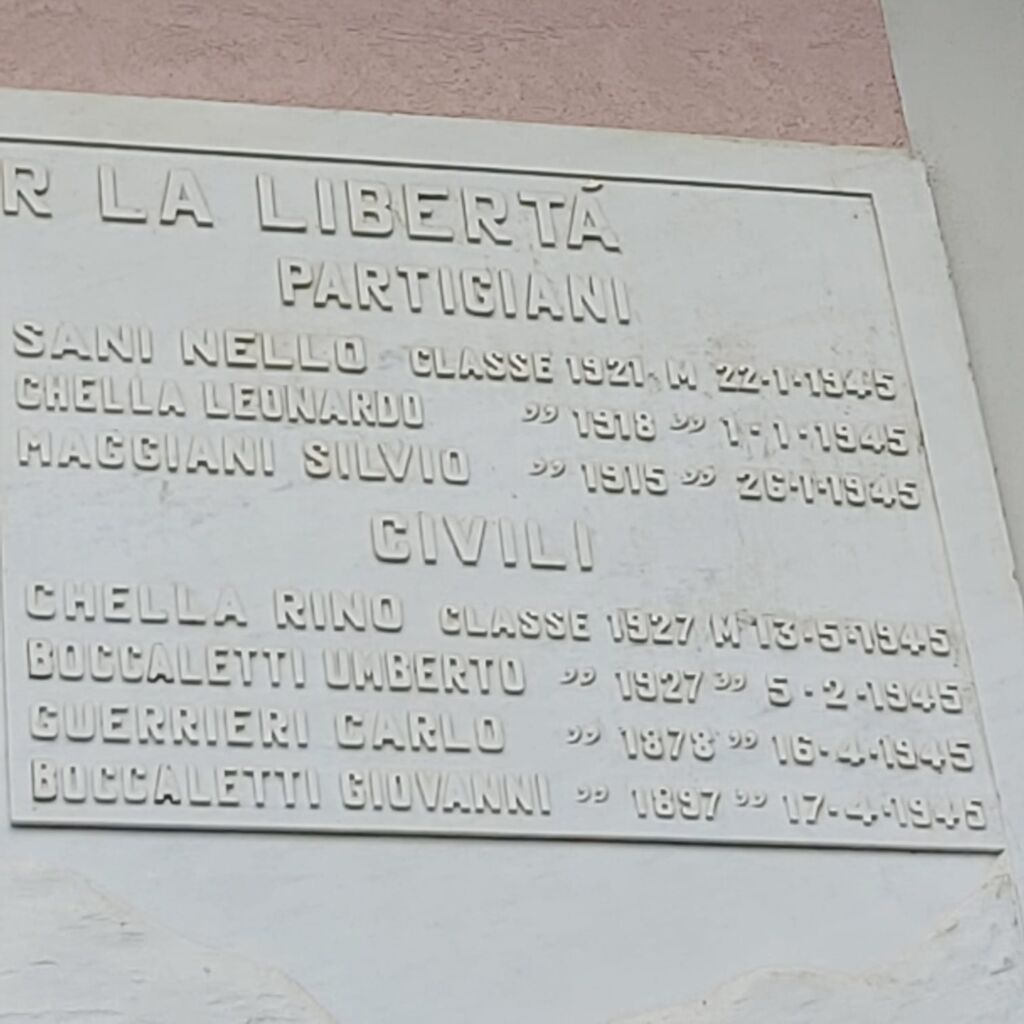 R LA LIBERTÁ
PARTIGIANI
SANI NELLO CLASSE 1921 M 22-1-1945
CHELLA LEONARDO " 1918 " 1-1-1945
MAGGIANI SILVIO " 1915 " 26-1-1945
CIVILI
CHELLA RINO CLASSE 1927 M 13-5-1945
BOCCALETTI UMBERTO " 1927 " 5-2-1945
GUERRIERI CARLO " 1878 " 16-4-1945
BOCCALETTI GIOVANNI " 1897 " 17-4-1945